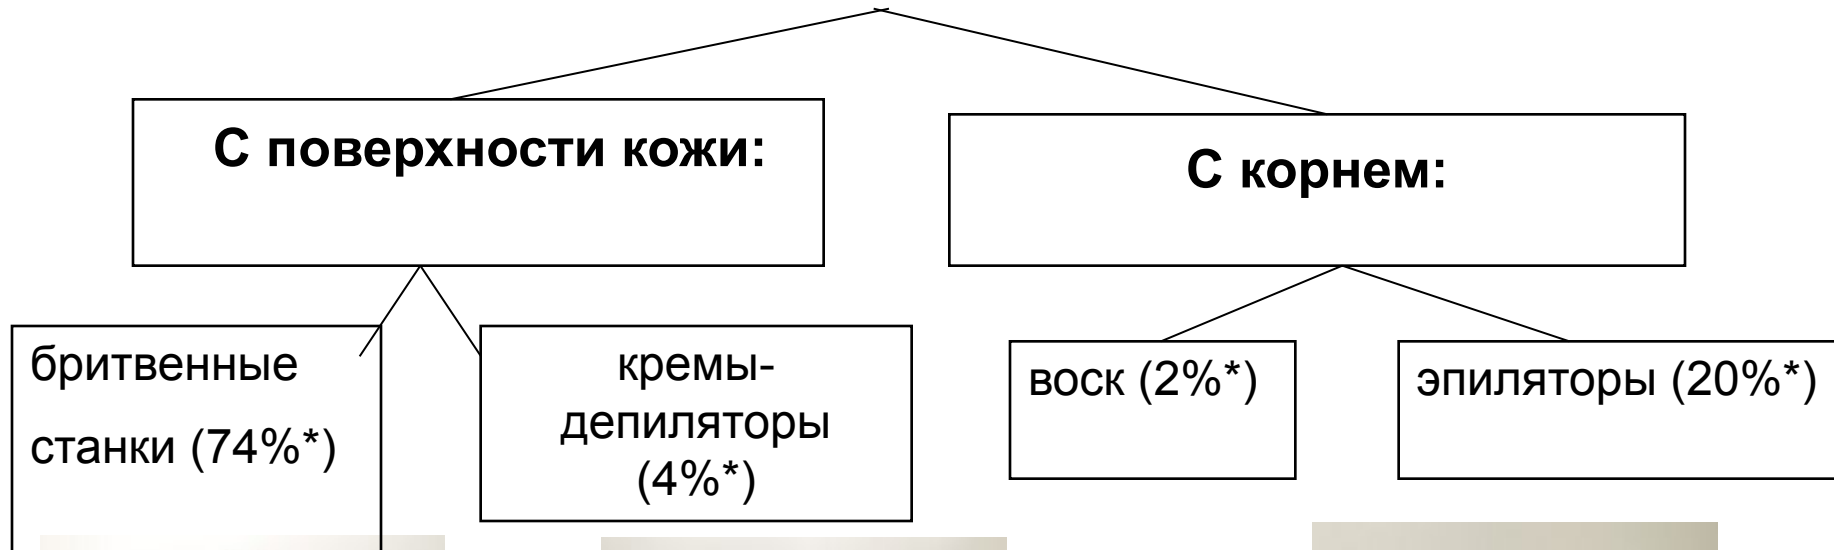 С поверхности кожи:
С корнем:
бритвенные
станки (74%*)
кремы-
депиляторы
(4%*)
воск (2%*)
эпиляторы (20%*)